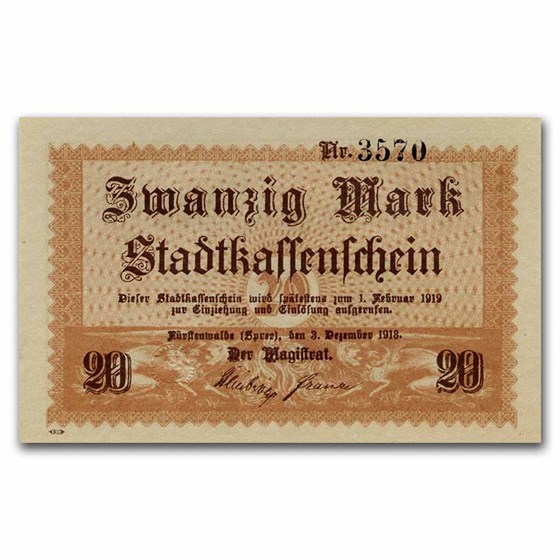 Nr. 3570
Zwanzig Mark
Stadtkassenschein
Dieser Stadtkassenschein wird spätestens zum 1. Februar 1919
zur Einziehung und Einlösung aufgerufen.
Fürstenwalde (Spree), den 3. Dezember 1918.
Der Magistrat.
20
20
20